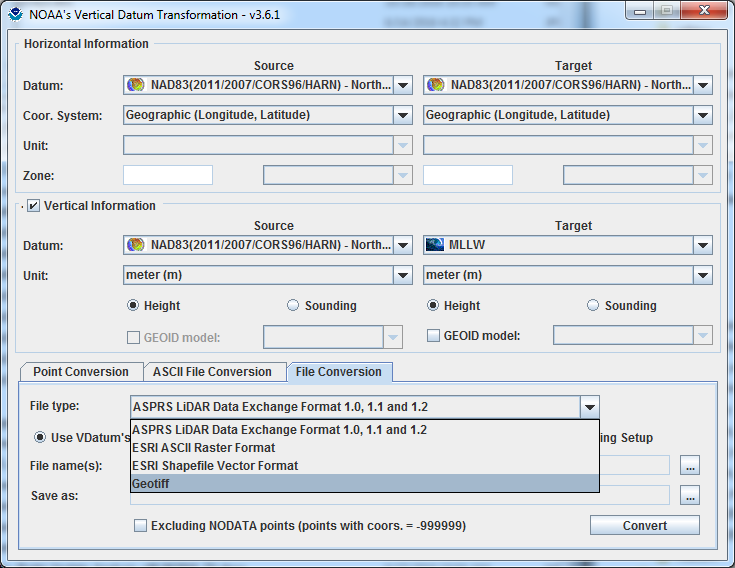 NOAA's Vertical Datum Transformation - v3.6.1
Horizontal Information
Source Target
Datum: NAD83(2011/2007/CORS96/HARN) - North... NAD83(2011/2007/CORS96/HARN) - North...
Coor. System: Geographic (Longitude, Latitude) Geographic (Longitude, Latitude)
Unit:
Zone:
Vertical Information
Source Target
Datum: NAD83(2011/2007/CORS96/HARN) - North... MLLW
Unit: meter (m) meter (m)
Height Sounding Height Sounding
GEOID model: GEOID model:
Point Conversion ASCII File Conversion File Conversion
File type: ASPRS LiDAR Data Exchange Format 1.0, 1.1 and 1.2
ASPRS LiDAR Data Exchange Format 1.0, 1.1 and 1.2
Use VDatum's ing Setup
ESRI ASCII Raster Format
File name(s): ESRI Shapefile Vector Format ...
Geotiff
Save as: ...
Excluding NODATA points (points with coors. = -999999) Convert